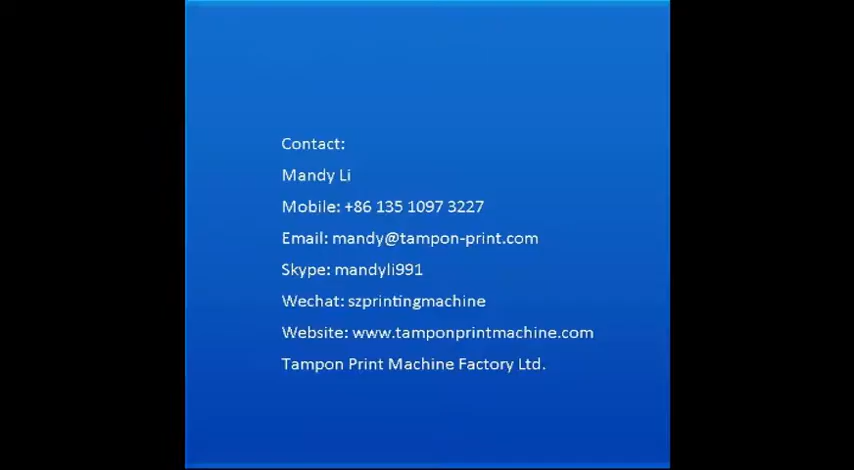 Contact:
Mandy Li
Mobile: +86 135 1097 3227
Email: mandy@tampon-print.com
Skype: mandyli991
Wechat: szprintingmachine
Website: www.tamponprintmachine.com
Tampon Print Machine Factory Ltd.